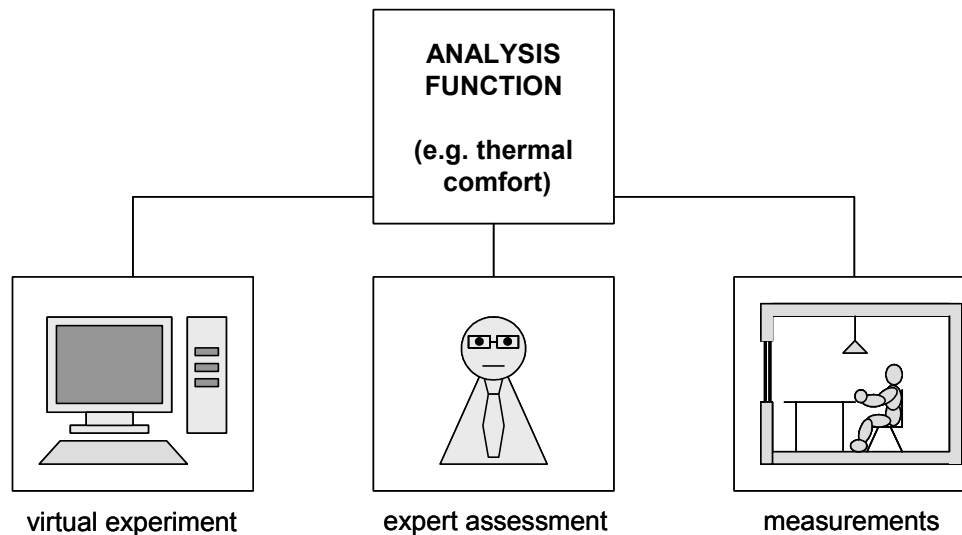 ANALYSIS
FUNCTION
(e.g. thermal
comfort)
virtual experiment
expert assessment
measurements